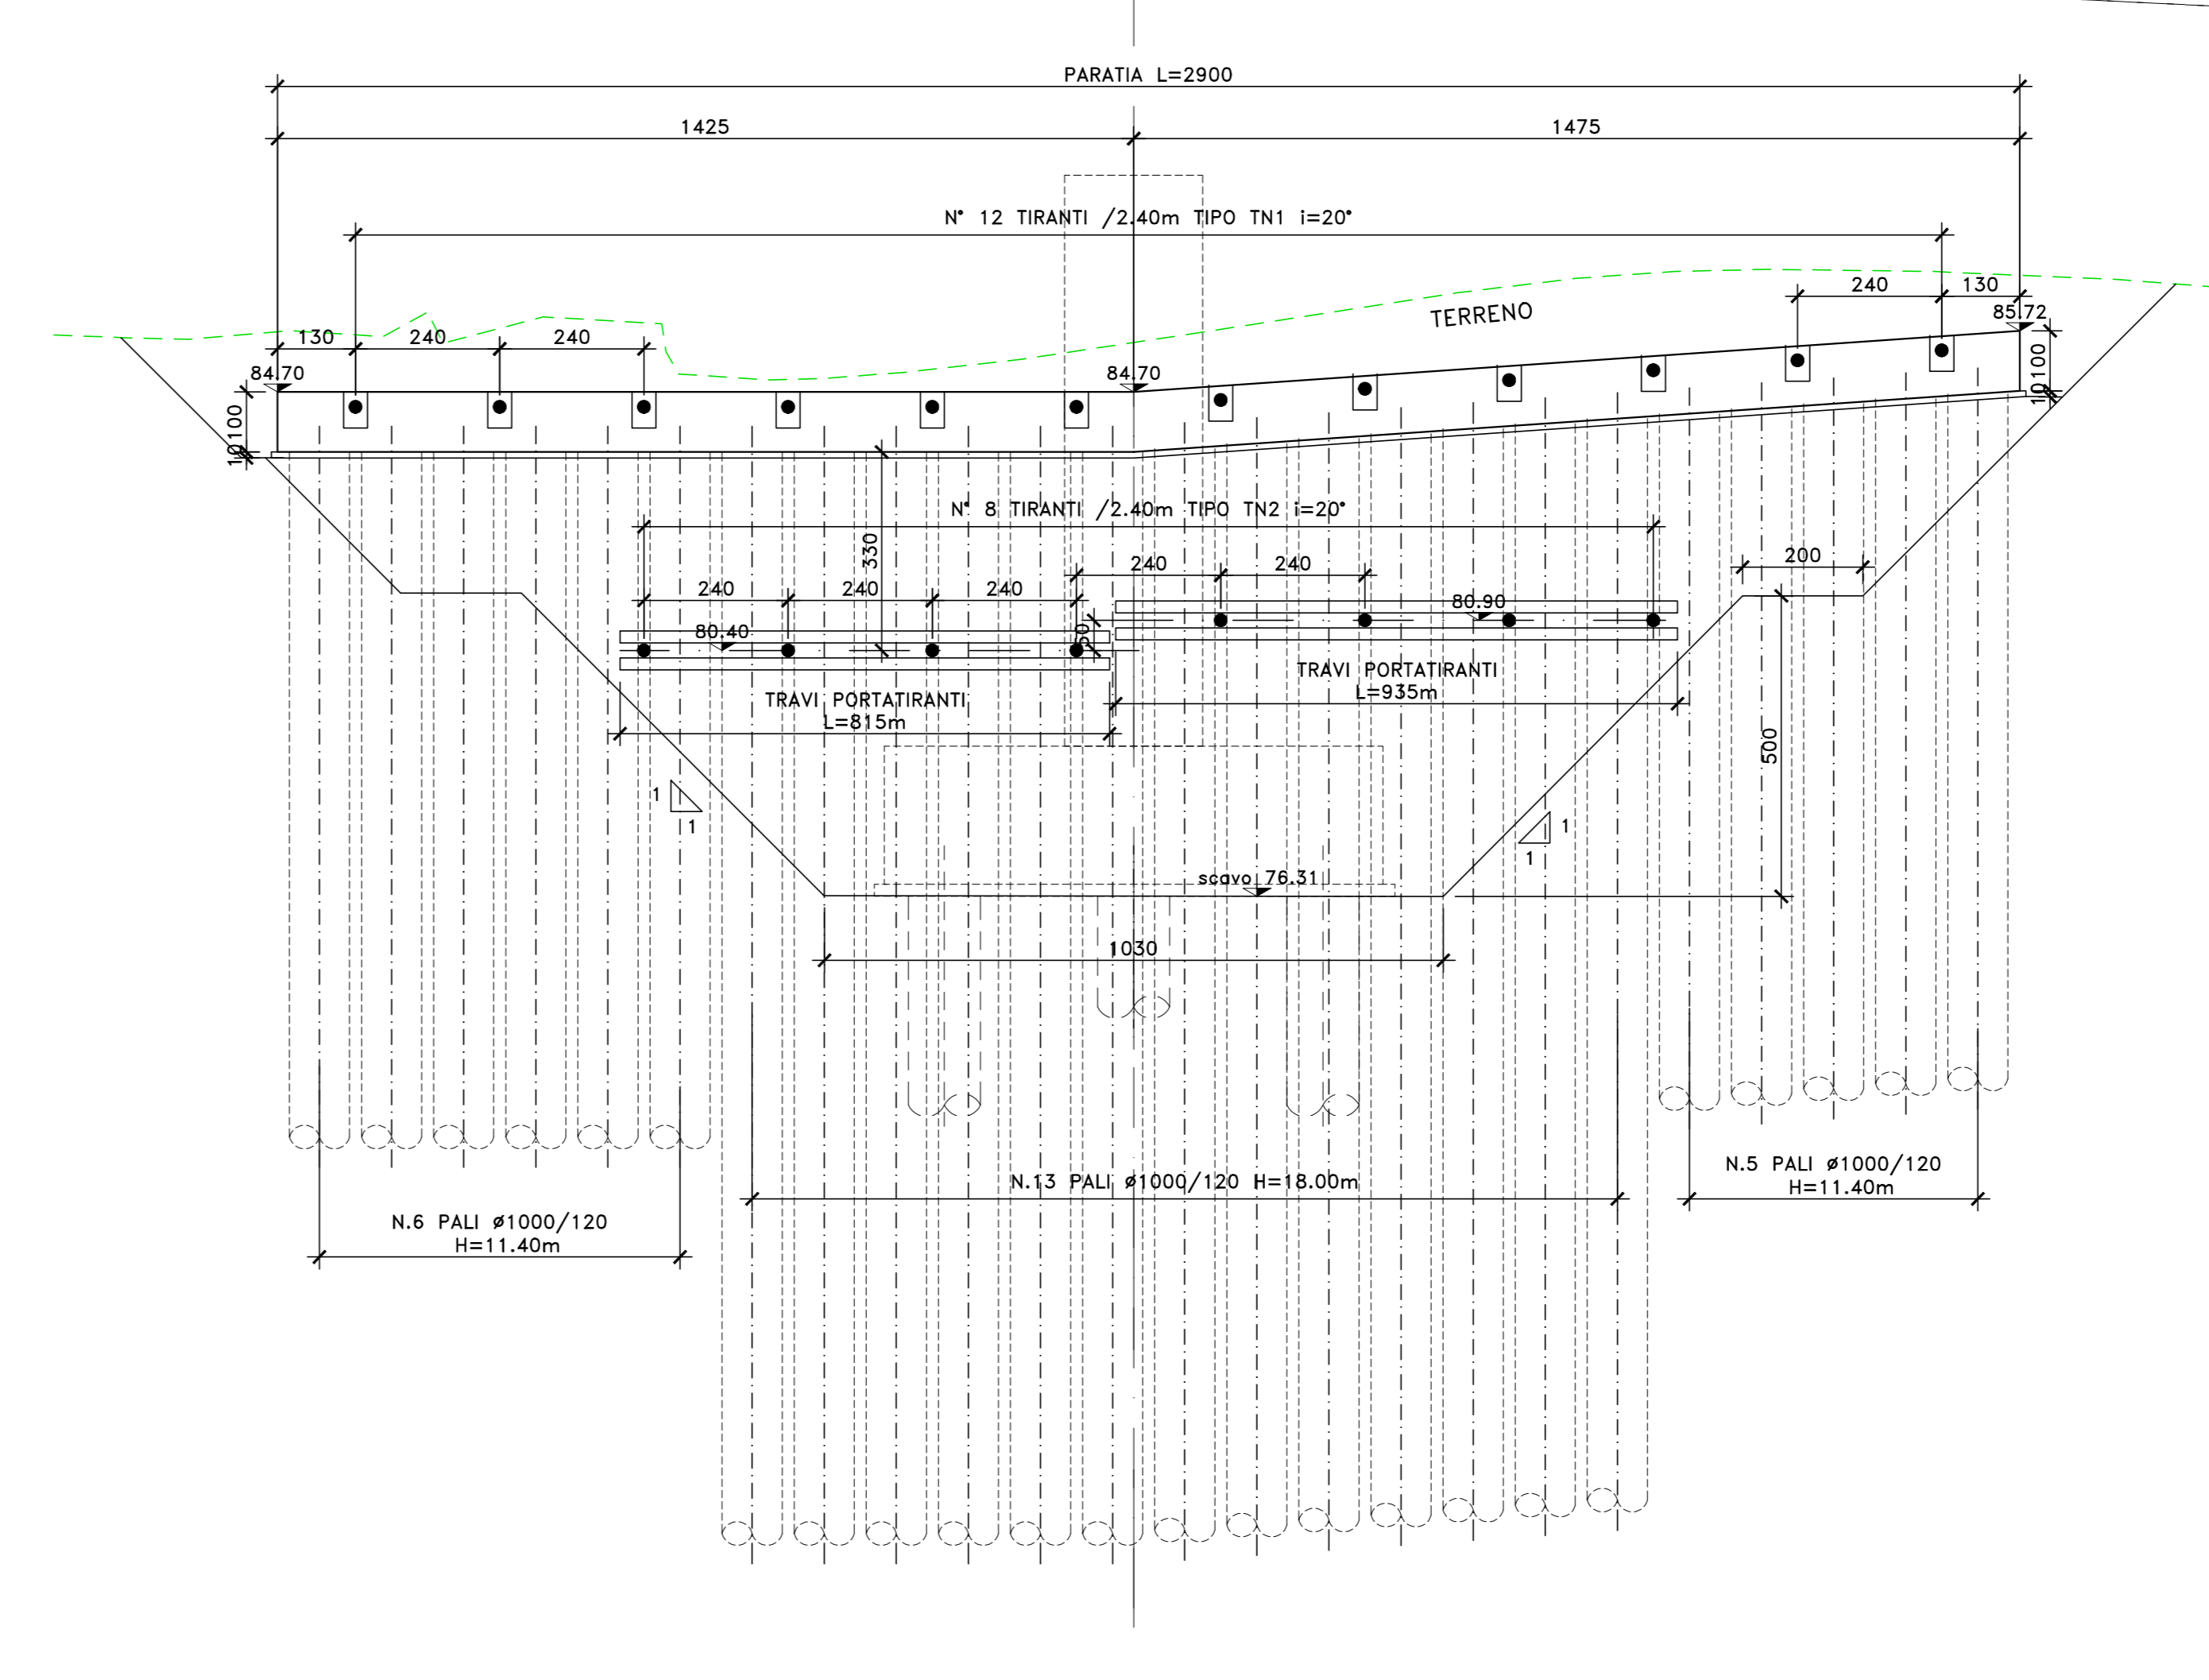 PARATIA L=2900
1425
1475
N° 12 TIRANTI /2.40m TIPO TN1 i=20°
TERRENO
240
130
85.72
130
240
240
84.70
84.70
100
10
100
10
N° 8 TIRANTI /2.40m TIPO TN2 i=20°
330
240
240
200
240
240
240
80.90
80.40
50
TRAVI PORTATIRANTI
L=935m
TRAVI PORTATIRANTI
L=815m
500
1
1
1
1
scavo 76.31
1030
N.13 PALI ø1000/120 H=18.00m
N.5 PALI ø1000/120
H=11.40m
N.6 PALI ø1000/120
H=11.40m